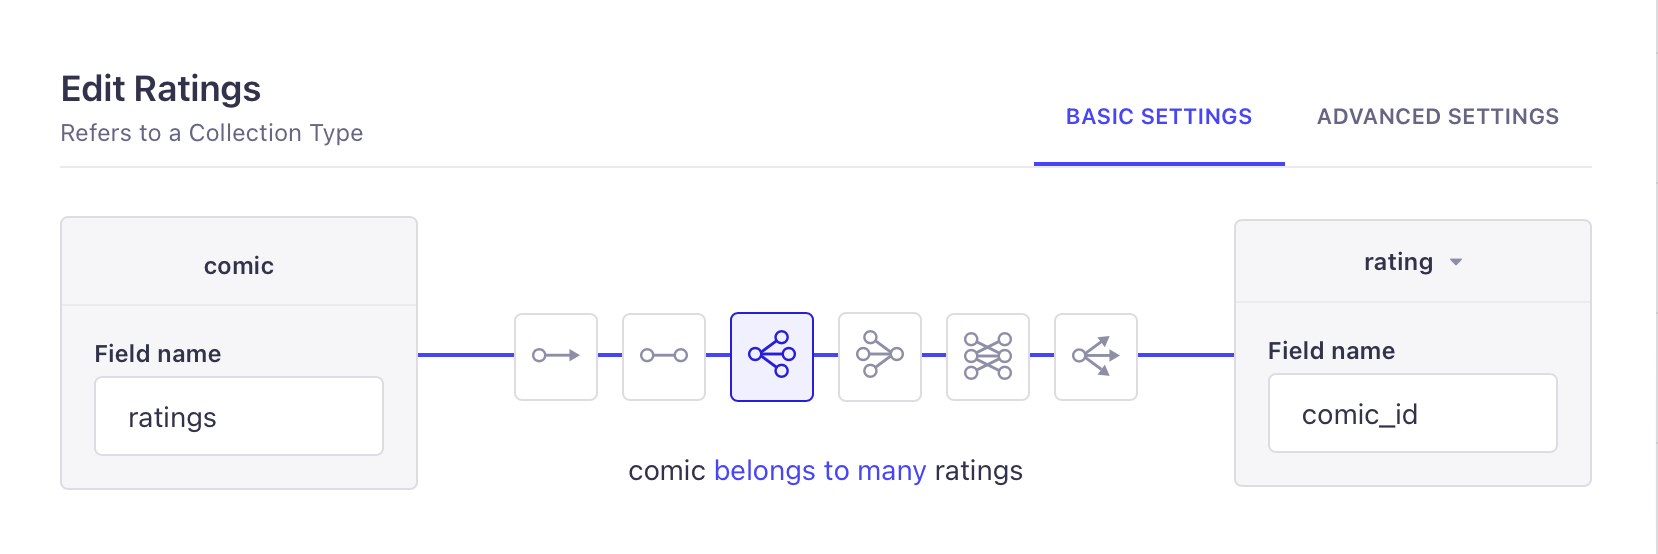 Edit Ratings
Refers to a Collection Type
BASIC SETTINGS
ADVANCED SETTINGS
comic
Field name
ratings
comic belongs to many ratings
rating
Field name
comic_id